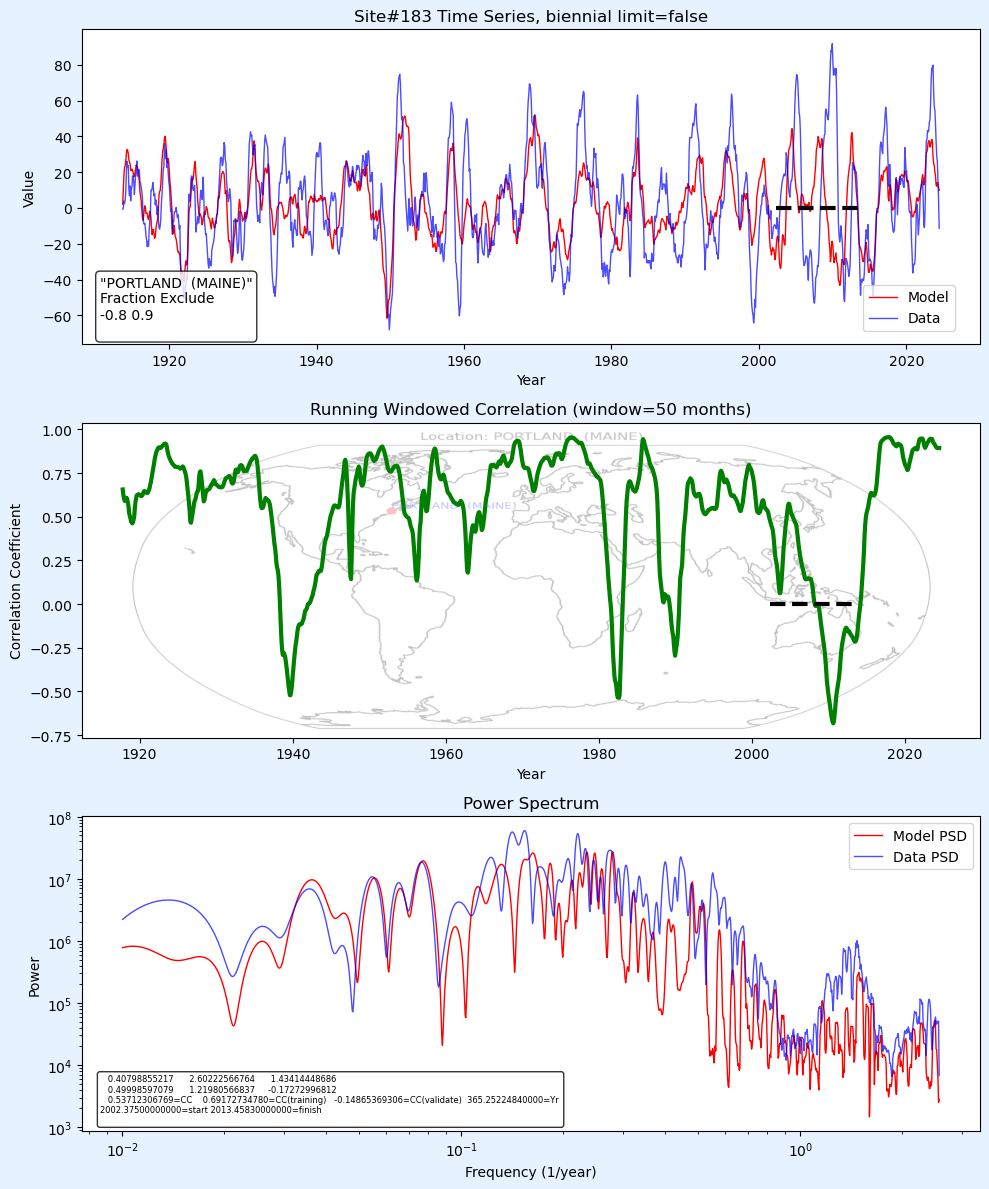 Site#183 Time Series, biennial limit=false
Value
80
60
40
20
0
−20
−40
−60
"PORTLAND (MAINE)"
Fraction Exclude
-0.8 0.9
Model
Data
1920
1940
1960
1980
2000
2020
Year
Running Windowed Correlation (window=50 months)
Correlation Coefficient
1.00
0.75
0.50
0.25
0.00
−0.25
−0.50
−0.75
Location: PORTLAND (MAINE)
1920
1940
1960
1980
2000
2020
Year
Power Spectrum
Power
10^8
10^7
10^6
10^5
10^4
10^3
Model PSD
Data PSD
0.40798855217 2.60222566764 1.43414448686
0.49998597079 1.21980566837 -0.17272996812
0.53712306769=CC 0.69172734780=CC(training) -0.14865369306=CC(validate) 365.25224840000=Yr
2002.37500000000=start 2013.45830000000=finish
10^−2
10^−1
10^0
Frequency (1/year)